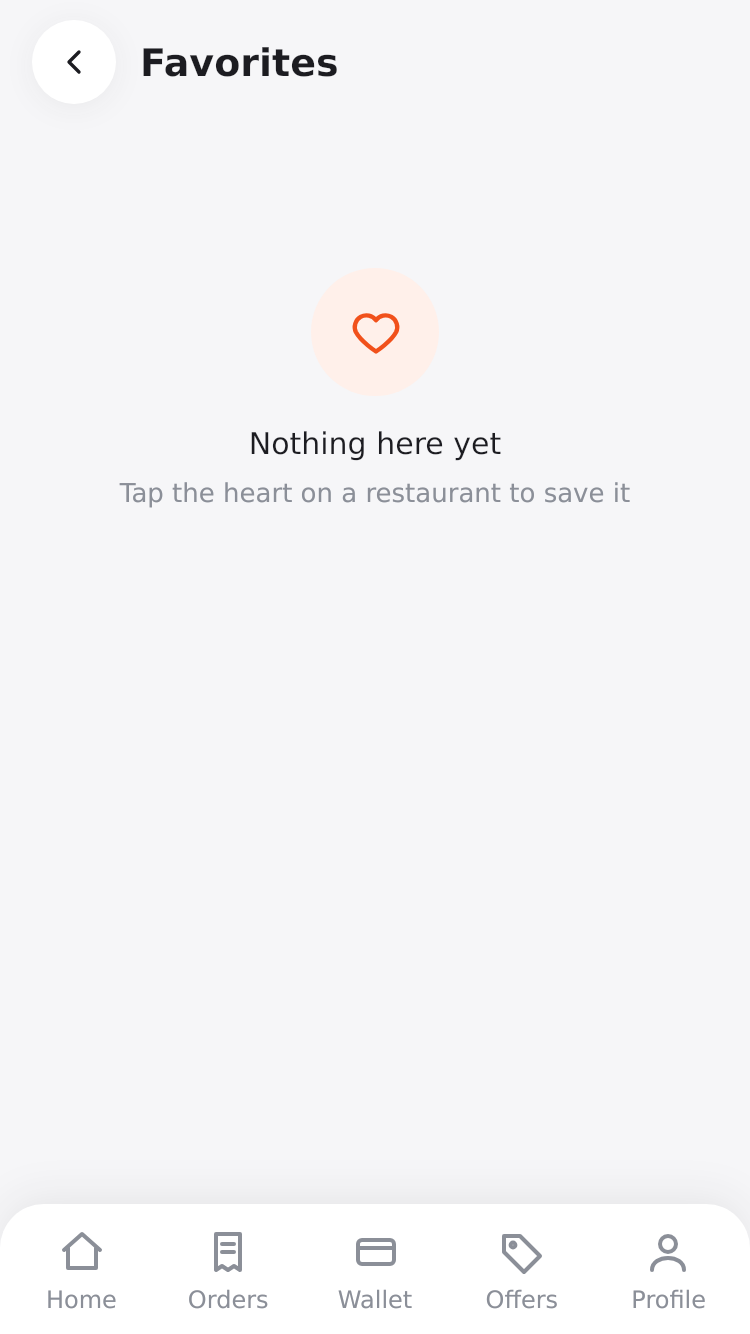 Favorites
Nothing here yet
Tap the heart on a restaurant to save it
Home
Orders
Wallet
Offers
Profile